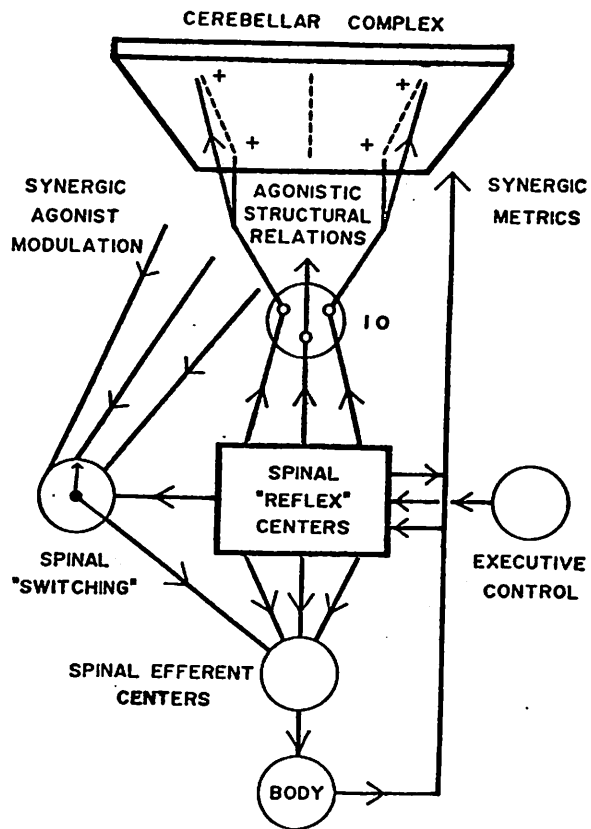 CEREBELLAR COMPLEX
+ +
+ +
SYNERGIC
AGONIST
MODULATION
AGONISTIC
STRUCTURAL
RELATIONS
SYNERGIC
METRICS
IO
SPINAL
"REFLEX"
CENTERS
SPINAL
"SWITCHING"
EXECUTIVE
CONTROL
SPINAL EFFERENT
CENTERS
BODY